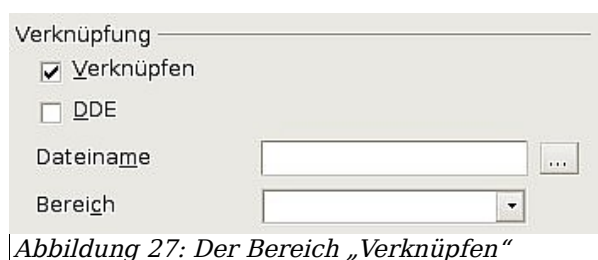 Verknüpfung
Verknüpfen
DDE
Dateiname
...
Bereich
Abbildung 27: Der Bereich „Verknüpfen“